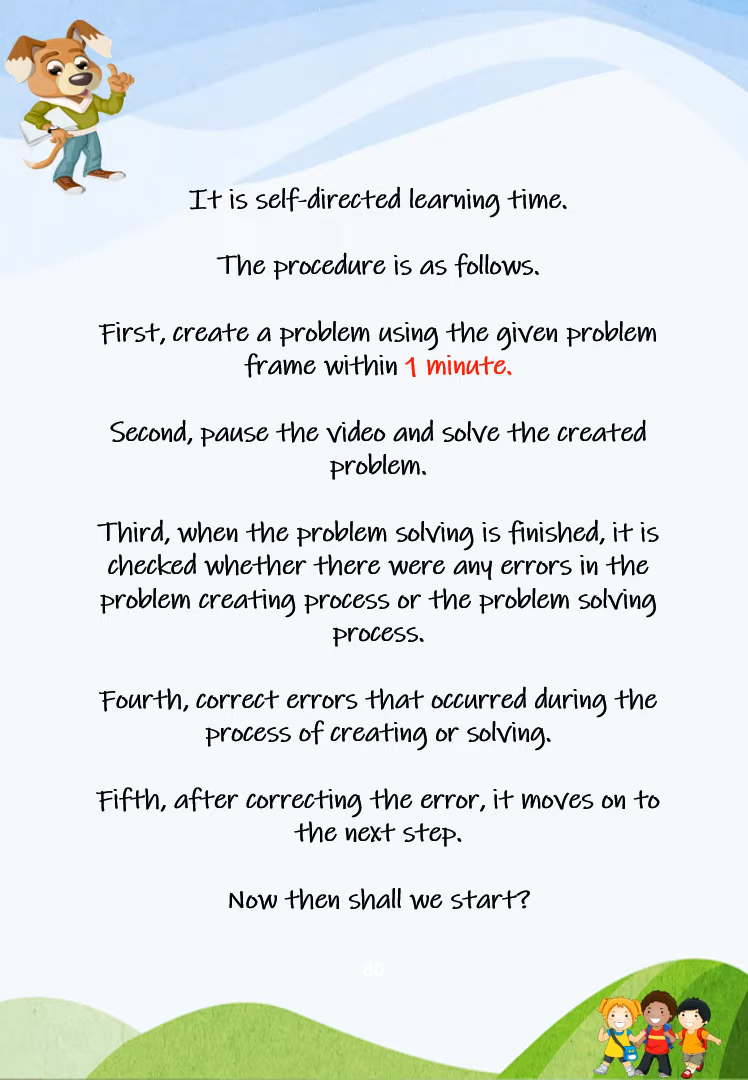 It is self-directed learning time.
The procedure is as follows.
First, create a problem using the given problem
frame within 1 minute.
Second, pause the video and solve the created
problem.
Third, when the problem solving is finished, it is
checked whether there were any errors in the
problem creating process or the problem solving
process.
Fourth, correct errors that occurred during the
process of creating or solving.
Fifth, after correcting the error, it moves on to
the next step.
Now then shall we start?